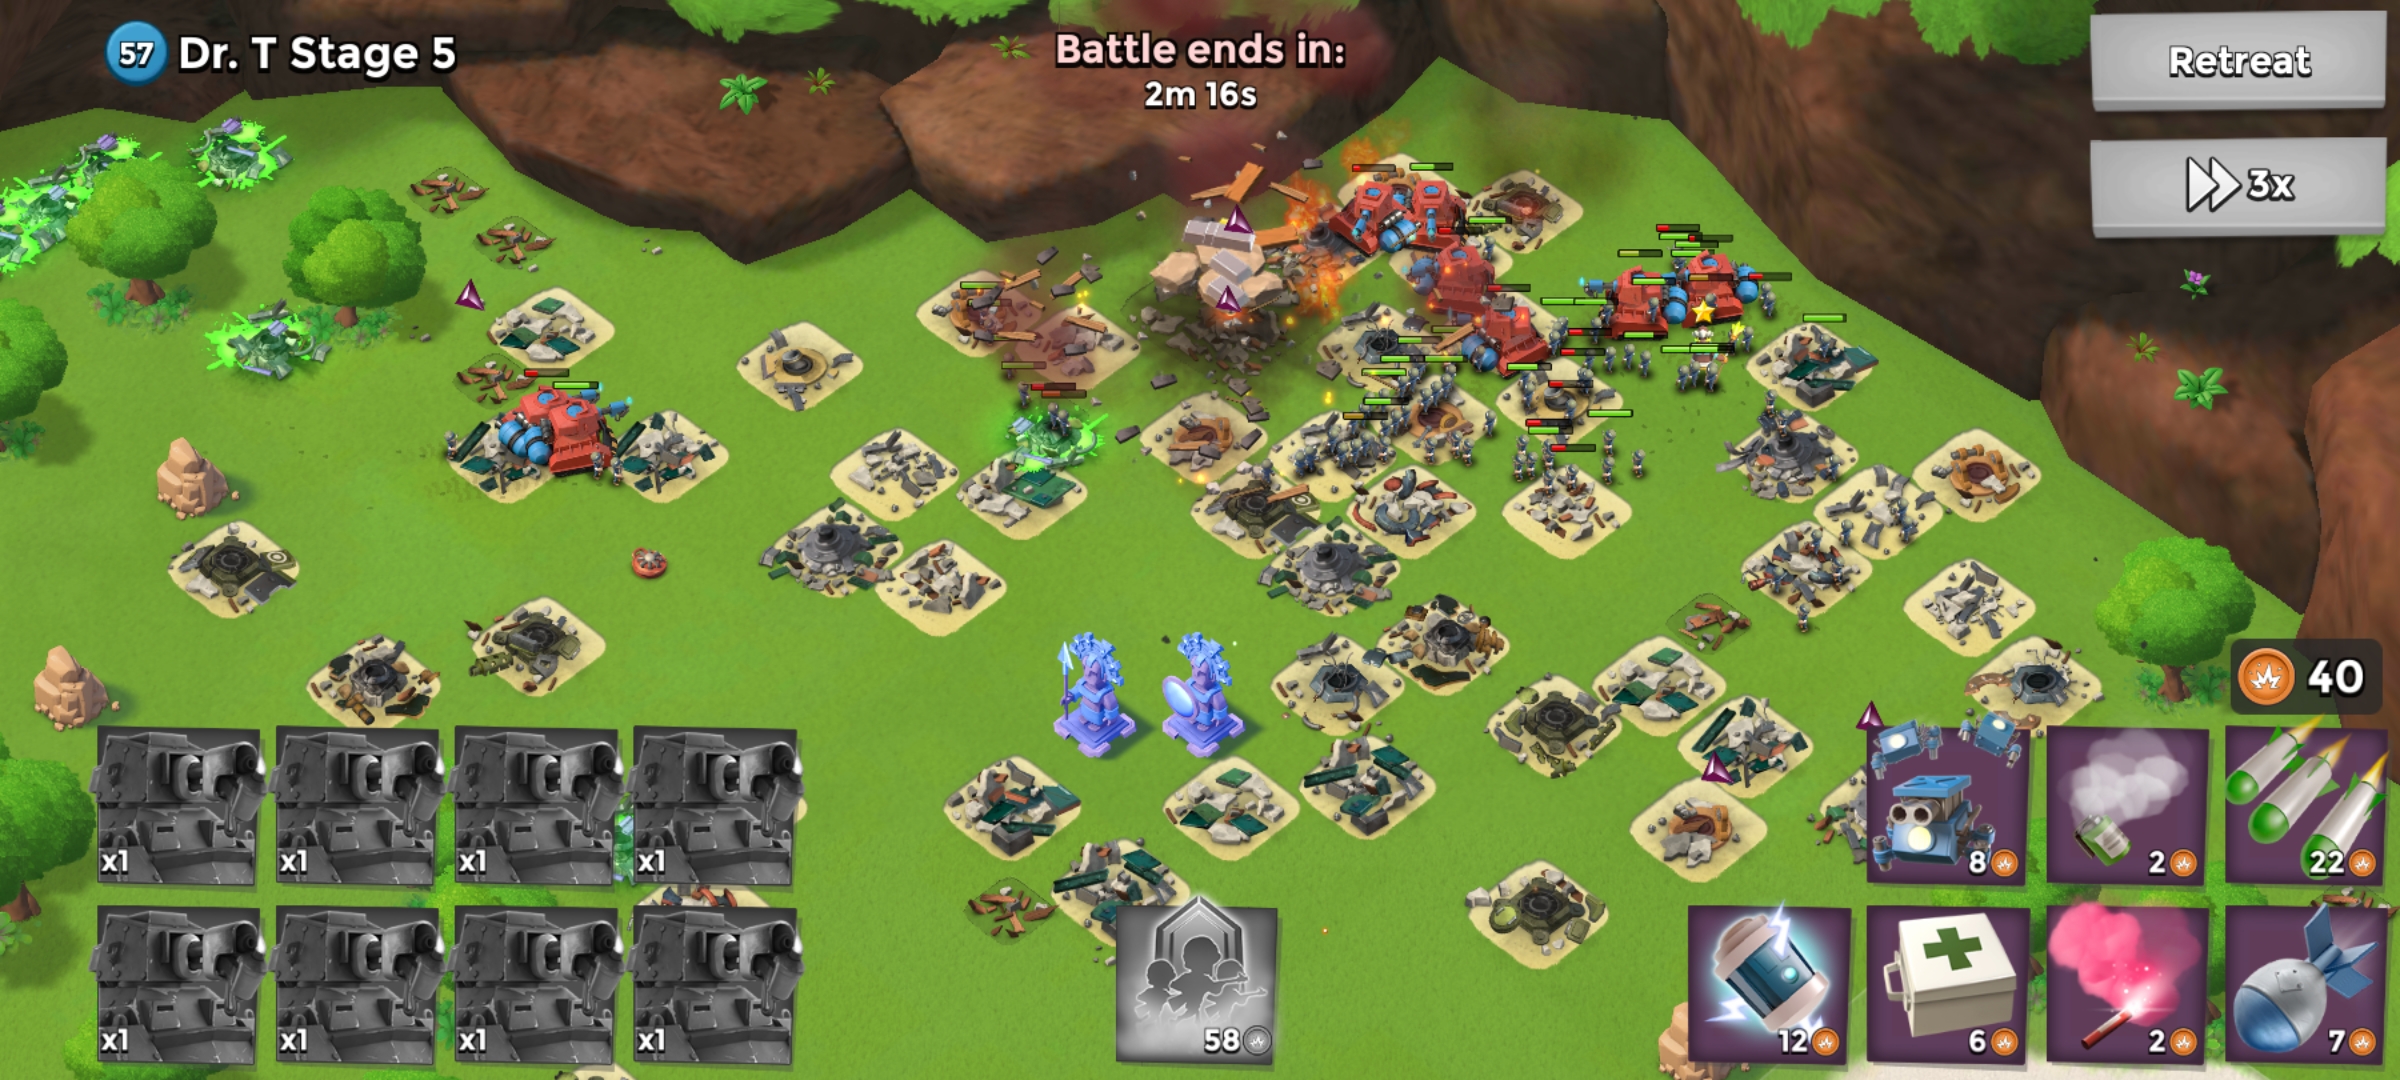 57 Dr. T Stage 5
Battle ends in:
2m 16s
Retreat
3x
40
x1 x1 x1 x1
8 2 22
x1 x1 x1 x1
58
12 6 2 7